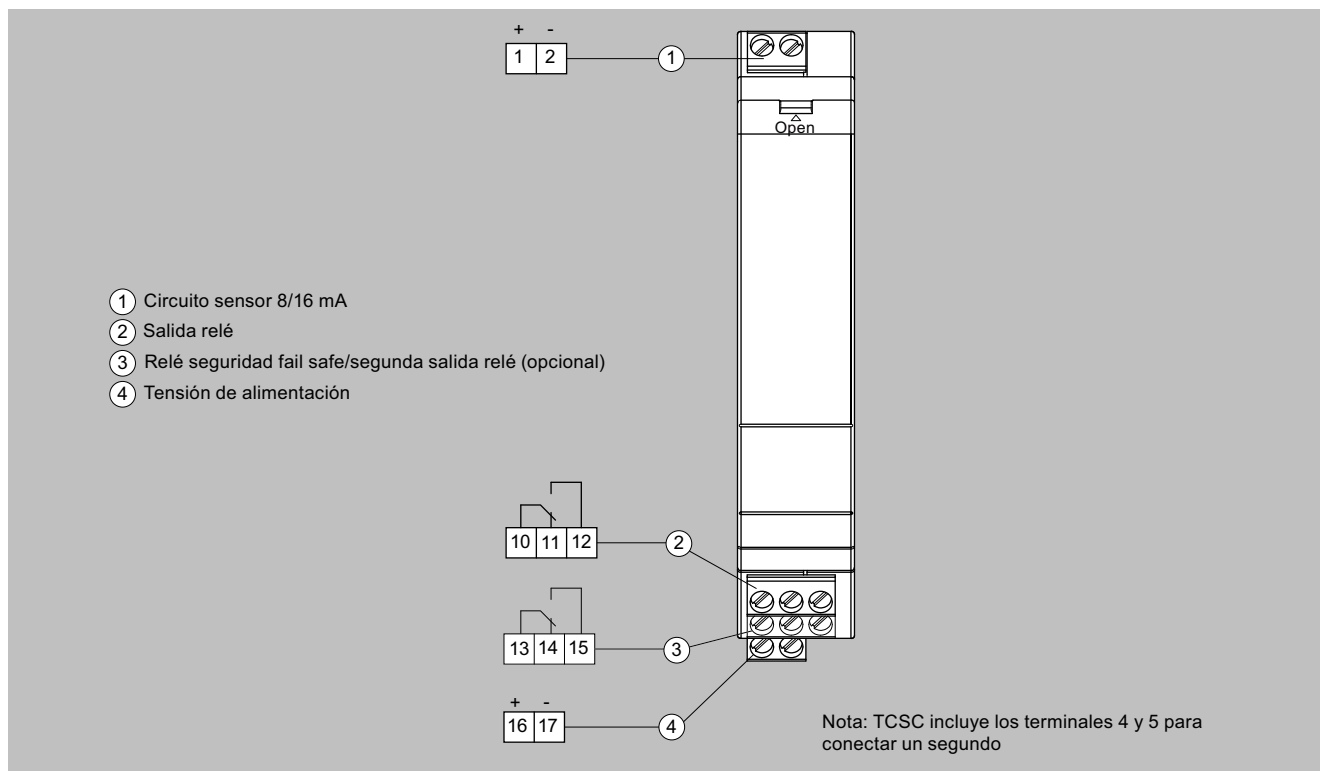 + -
1 2
1
Open
1 Circuito sensor 8/16 mA
2 Salida relé
3 Relé seguridad fail safe/segunda salida relé (opcional)
4 Tensión de alimentación
10 11 12
2
13 14 15
3
+ -
16 17
4
Nota: TCSC incluye los terminales 4 y 5 para
conectar un segundo